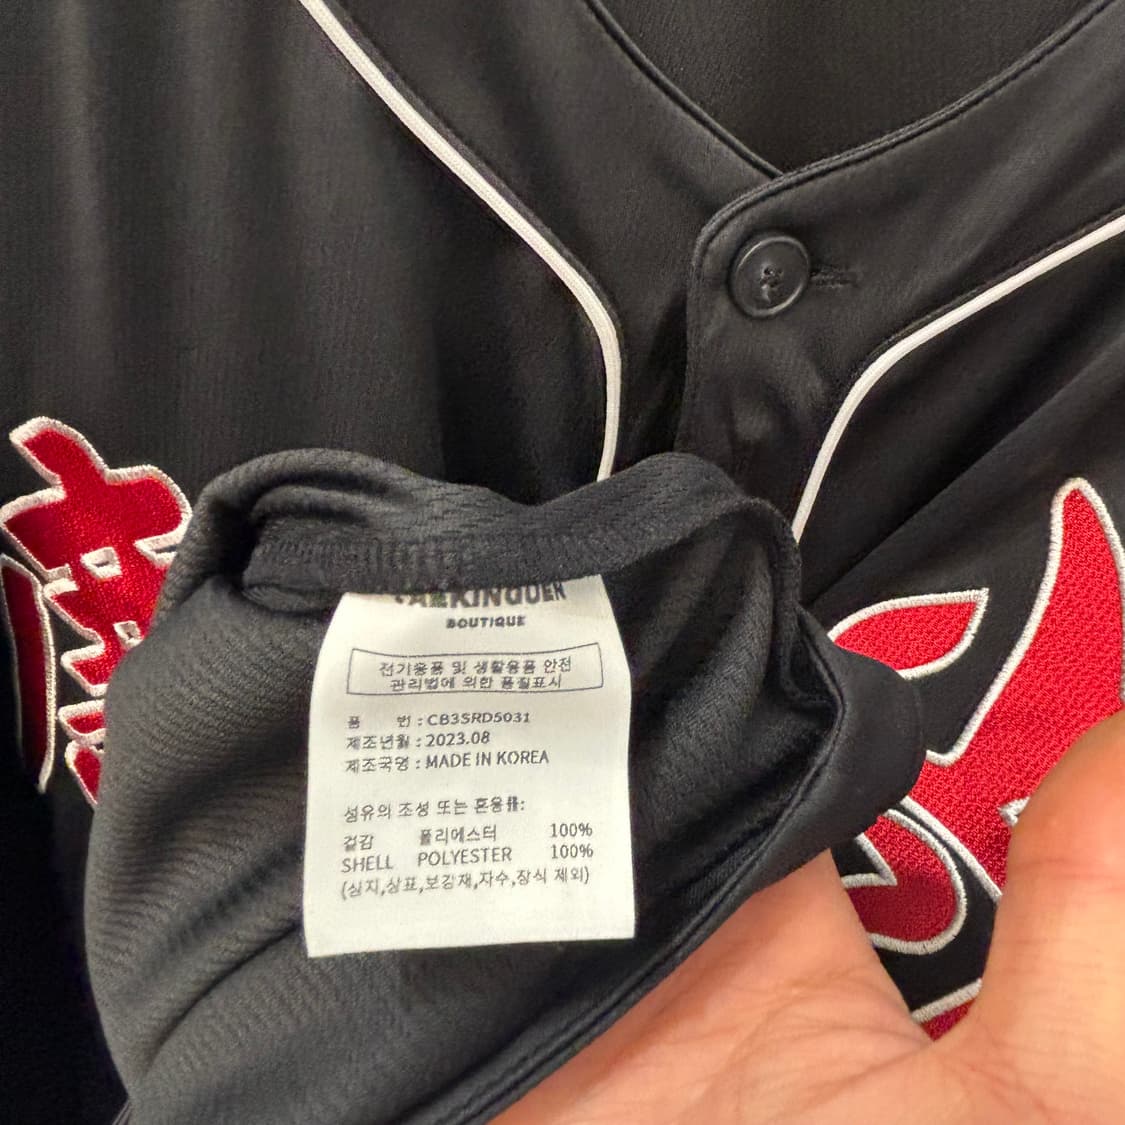 BOUTIQUE
전기용품 및 생활용품 안전
관리법에 의한 품질표시
품 번 : CB3SRD5031
제조년월 : 2023.08
제조국명 : MADE IN KOREA
섬유의 조성 또는 혼용률:
겉감 폴리에스터 100%
SHELL POLYESTER 100%
(심지,상표,보강재,자수,장식 제외)